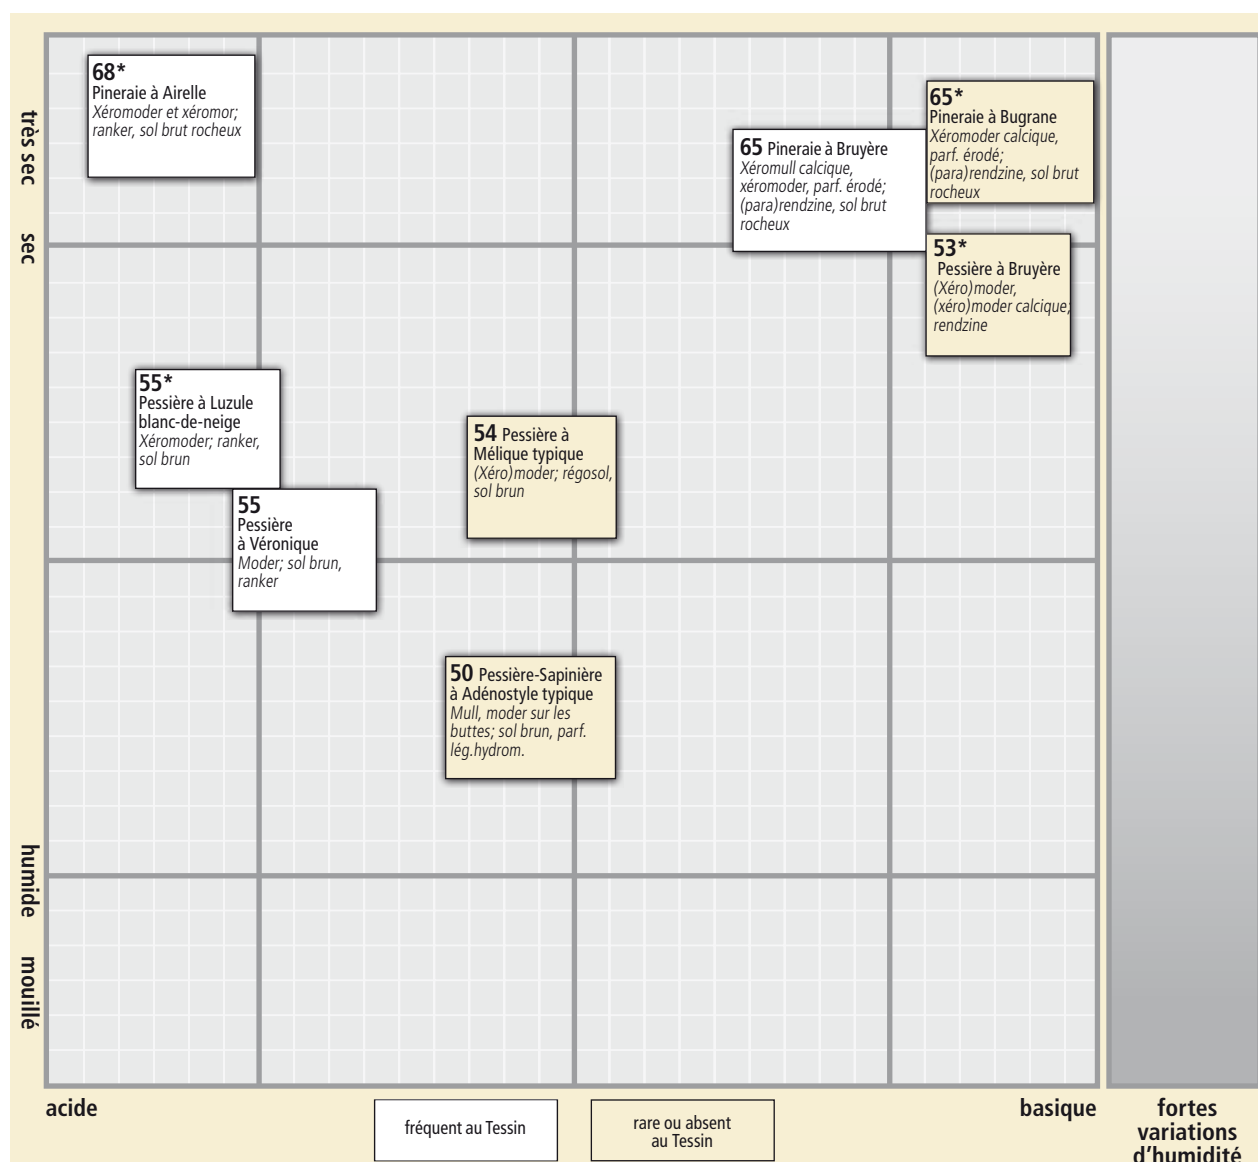 très sec
sec
humide
mouillé
68*
Pineraie à Airelle
Xéromoder et xéromor;
ranker, sol brut rocheux
65 Pineraie à Bruyère
Xéromull calcique,
xéromoder, parf. érodé;
(para)rendzine, sol brut
rocheux
65*
Pineraie à Bugrane
Xéromoder calcique,
parf. érodé;
(para)rendzine, sol brut
rocheux
53*
Pessière à Bruyère
(Xéro)moder,
(xéro)moder calcique;
rendzine
55*
Pessière à Luzule
blanc-de-neige
Xéromoder; ranker,
sol brun
55
Pessière
à Véronique
Moder; sol brun,
ranker
54 Pessière à
Mélique typique
(Xéro)moder; régosol,
sol brun
50 Pessière-Sapinière
à Adénostyle typique
Mull, moder sur les
buttes; sol brun, parf.
lég.hydrom.
acide
basique
fortes
variations
d'humidité
fréquent au Tessin
rare ou absent
au Tessin